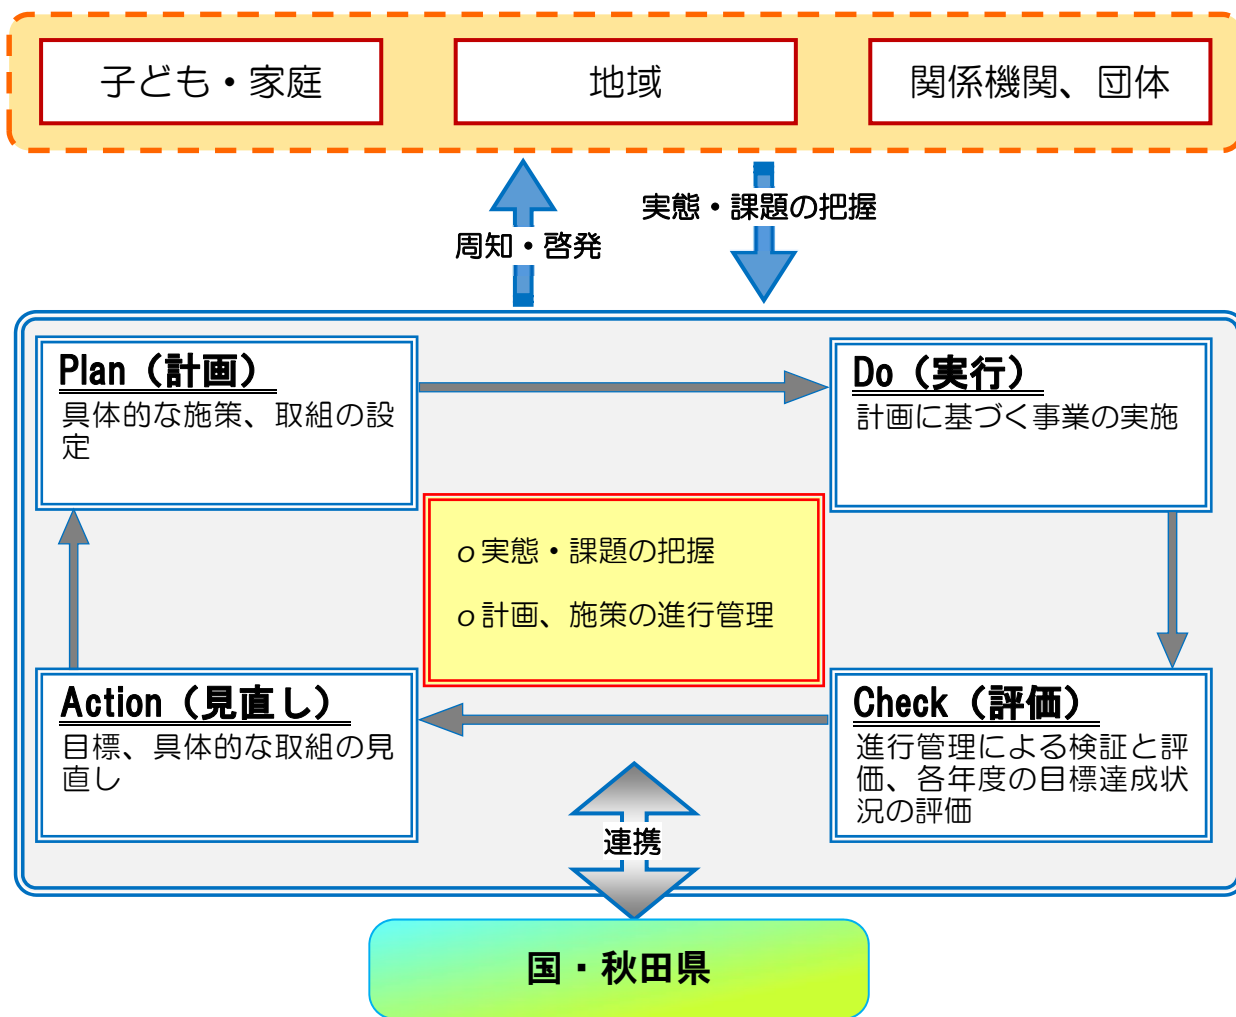 子ども・家庭
地域
関係機関、団体
実態・課題の把握
周知・啓発
Plan（計画）
具体的な施策、取組の設
定
Do（実行）
計画に基づく事業の実施
o実態・課題の把握
o計画、施策の進行管理
Action（見直し）
目標、具体的な取組の見
直し
Check（評価）
進行管理による検証と評
価、各年度の目標達成状
況の評価
連携
国・秋田県